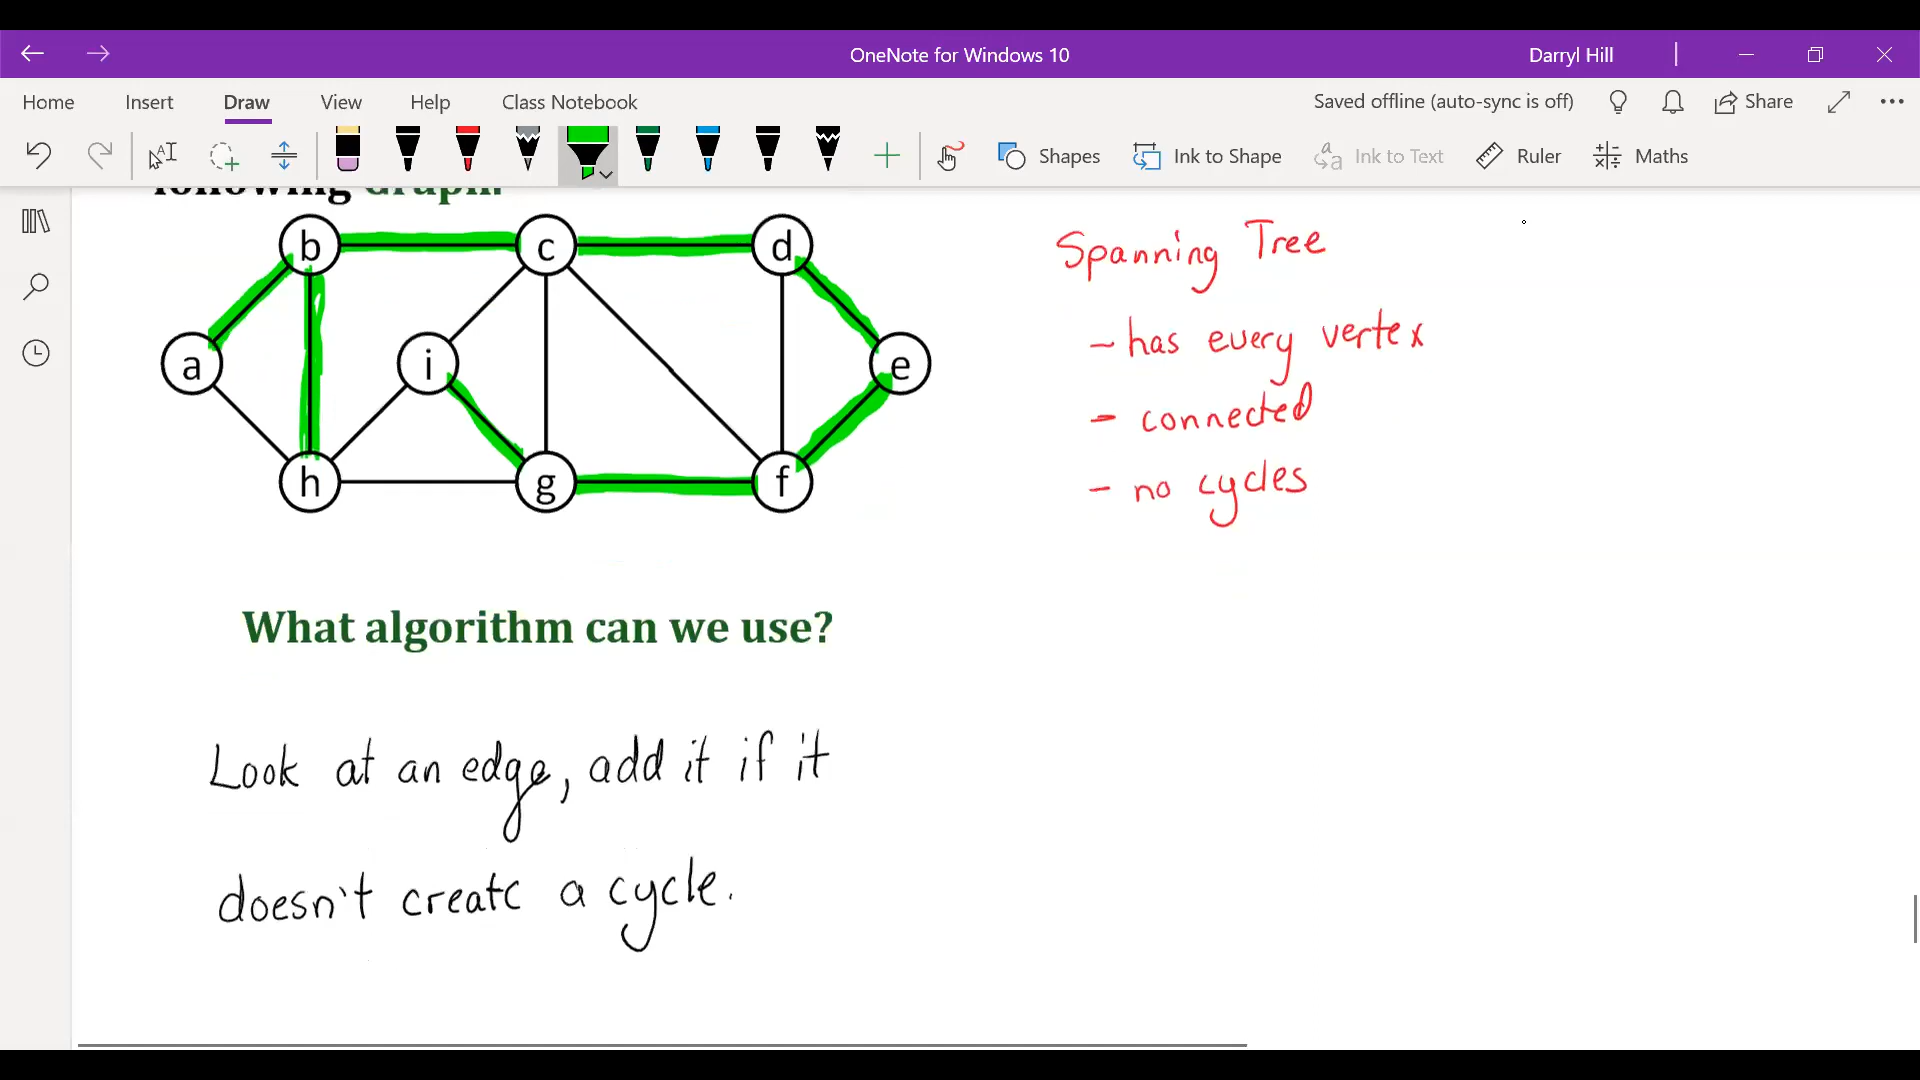 OneNote for Windows 10
Darryl Hill
Home Insert Draw View Help Class Notebook
Saved offline (auto-sync is off) Share
Shapes Ink to Shape Ink to Text Ruler Maths
following Graph:
b c d
a i e
h g f
Spanning Tree
- has every vertex
- connected
- no cycles
What algorithm can we use?
Look at an edge, add it if it
doesn't create a cycle.